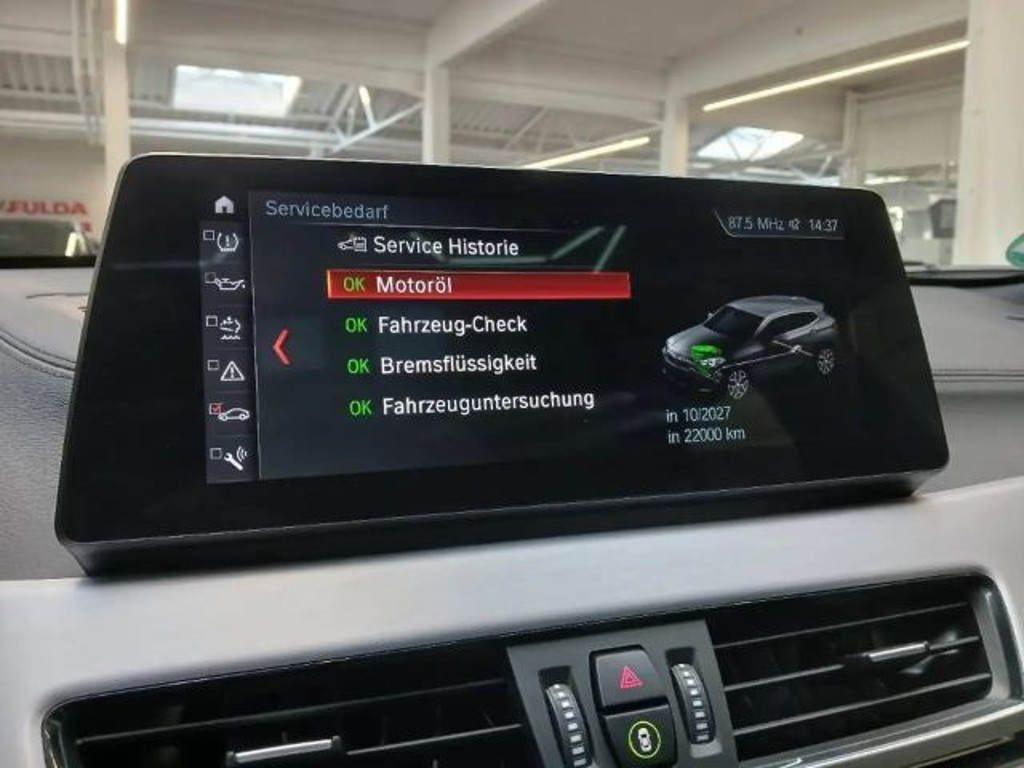 FULDA
Servicebedarf
87.5 MHz 14:37
Service Historie
OK Motoröl
OK Fahrzeug-Check
OK Bremsflüssigkeit
OK Fahrzeuguntersuchung
in 10/2027
in 22000 km